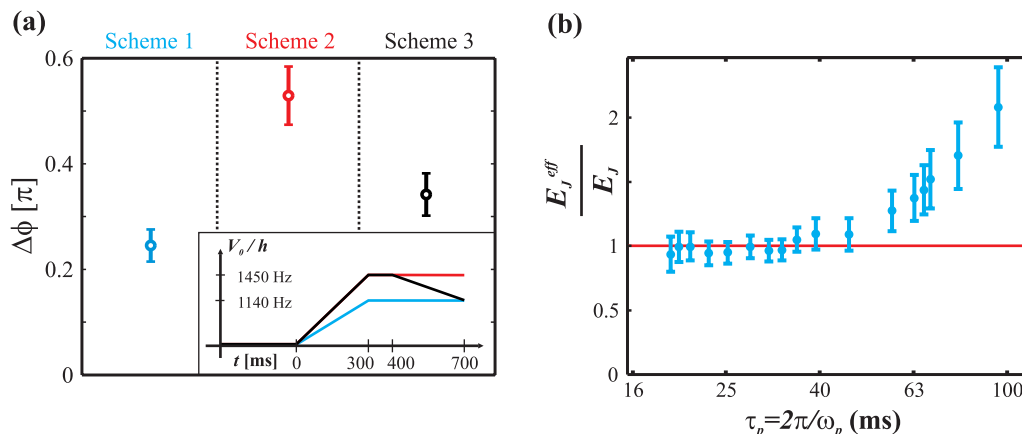 (a)
Scheme 1 Scheme 2 Scheme 3
0.6
0.4
0.2
0
Δϕ [π]
V₀ / h
1450 Hz
1140 Hz
t [ms] 0 300 400 700
(b)
E_J^eff
E_J
2
1
0.5
0
16 25 40 63 100
τ_p=2π/ω_p (ms)